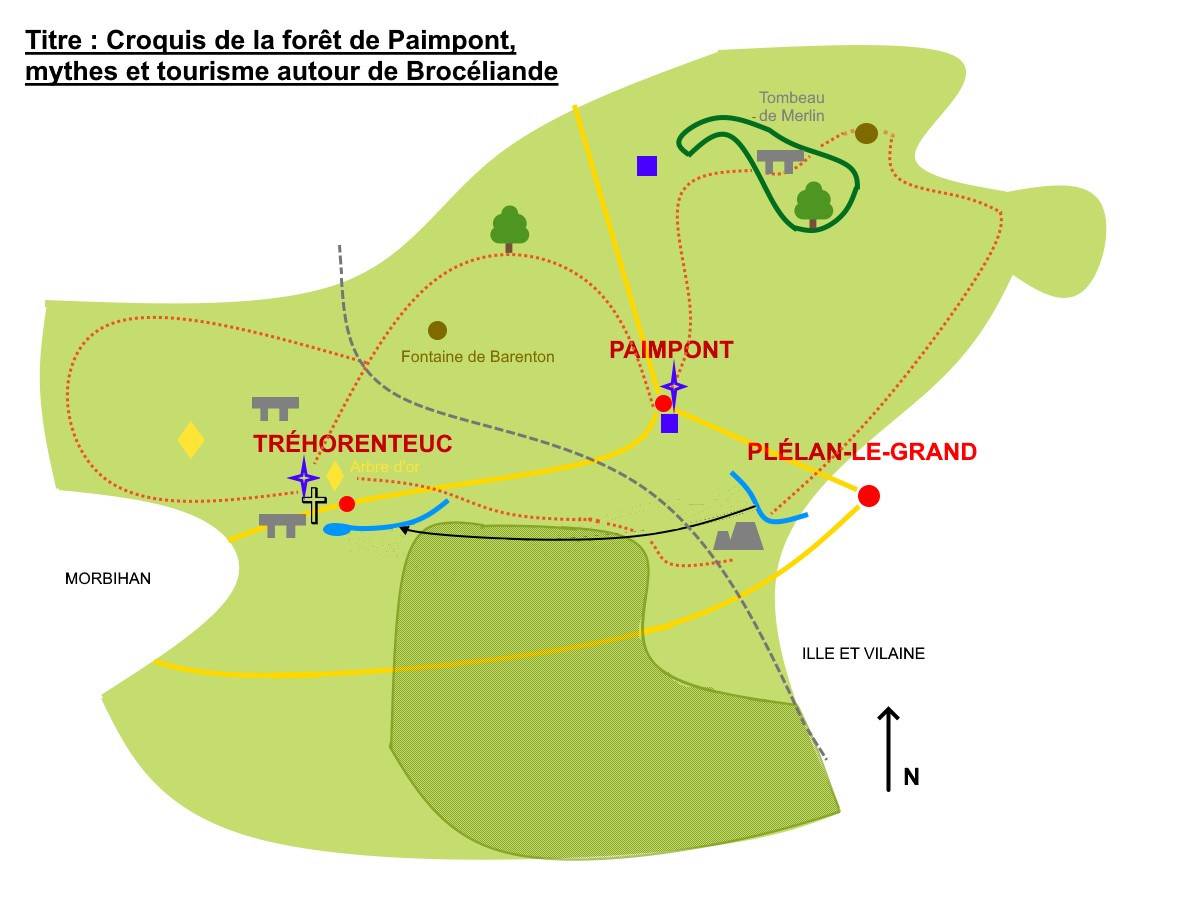 Titre : Croquis de la forêt de Paimpont,
mythes et tourisme autour de Brocéliande
Tombeau
de Merlin
PAIMPONT
Fontaine de Barenton
TRÉHORENTEUC
PLÉLAN-LE-GRAND
Arbre d'or
MORBIHAN
ILLE ET VILAINE
N